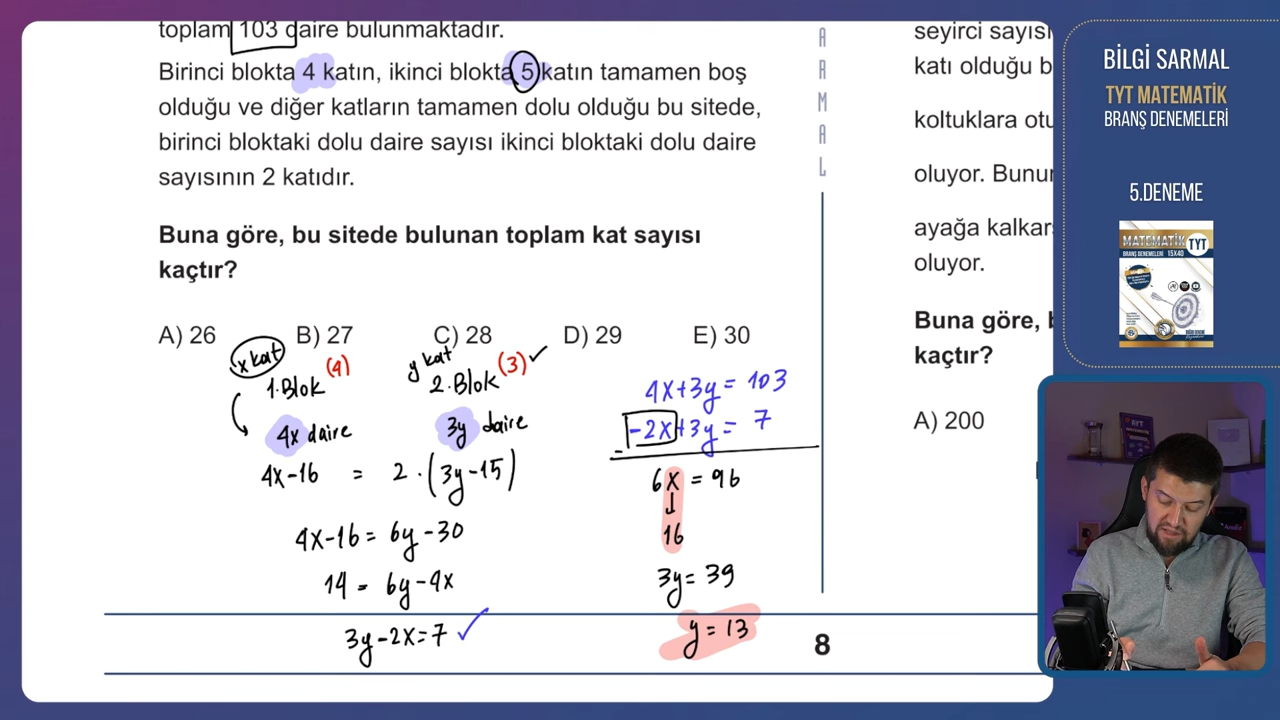 toplam 103 daire bulunmaktadır.
Birinci blokta 4 katın, ikinci blokta 5 katın tamamen boş
olduğu ve diğer katların tamamen dolu olduğu bu sitede,
birinci bloktaki dolu daire sayısı ikinci bloktaki dolu daire
sayısının 2 katıdır.
Buna göre, bu sitede bulunan toplam kat sayısı
kaçtır?
A) 26 B) 27 C) 28 D) 29 E) 30
x kat
1.Blok (4)
y kat
2.Blok (3) ✓
4x daire
3y daire
4x-16 = 2·(3y-15)
4x-16 = 6y-30
14 = 6y-4x
3y-2x=7 ✓
4x+3y = 103
-2x+3y = 7
-
6x = 96
↓
16
3y = 39
y = 13
8
A
R
M
A
L
seyirci sayısı
katı olduğu b
koltuklara otu
oluyor. Bunu
ayağa kalkar
oluyor.
Buna göre, b
kaçtır?
A) 200
BİLGİ SARMAL
TYT MATEMATİK
BRANŞ DENEMELERİ
5.DENEME
MATEMATİK TYT
BRANŞ DENEMELERİ 15X40